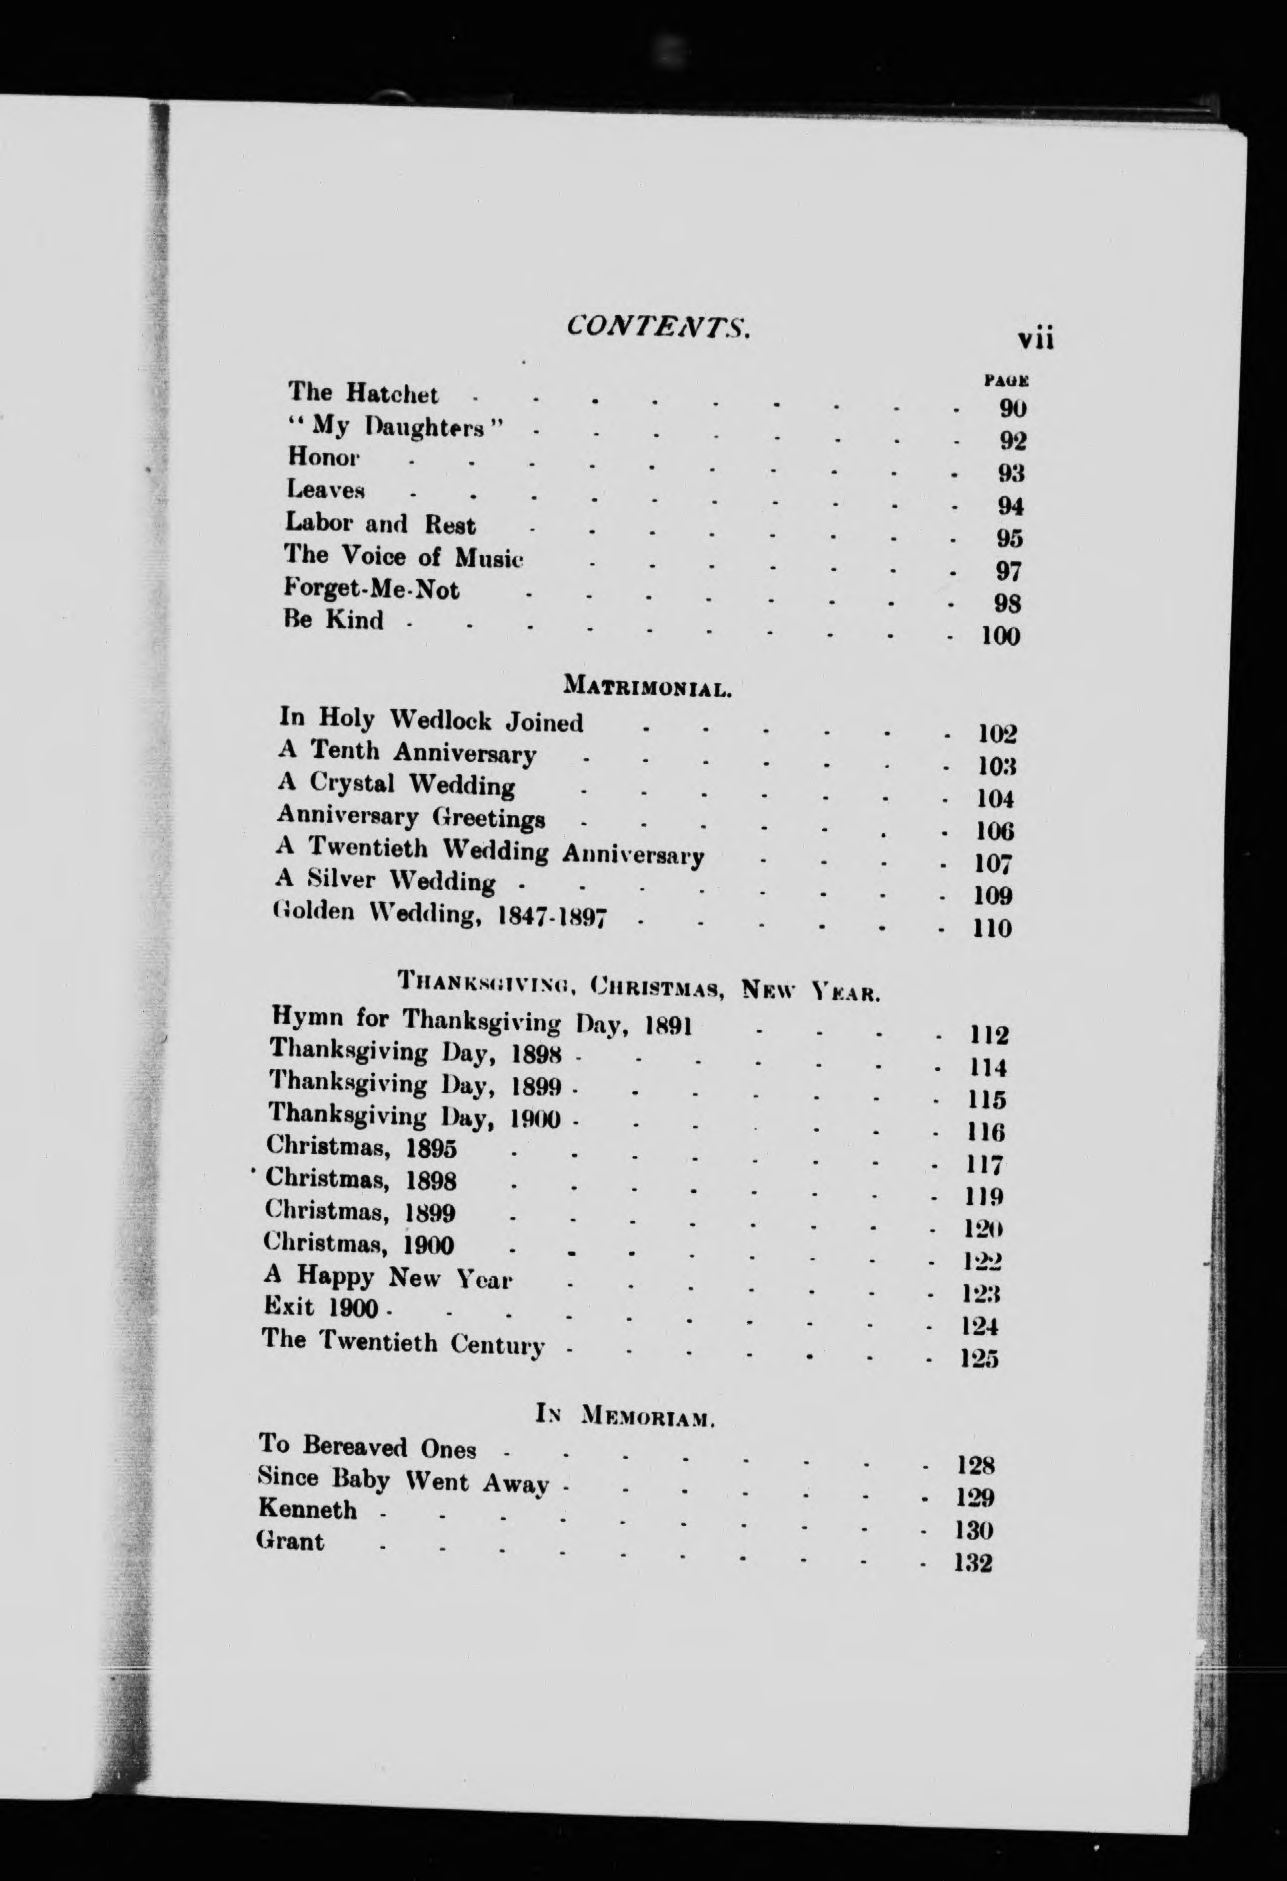 CONTENTS. vii
PAGE
The Hatchet - - - - - - - - - 90
"My Daughters" - - - - - - - - 92
Honor - - - - - - - - - - 93
Leaves - - - - - - - - - - 94
Labor and Rest - - - - - - - - 95
The Voice of Music - - - - - - - 97
Forget-Me-Not - - - - - - - - 98
Be Kind - - - - - - - - - - 100
MATRIMONIAL.
In Holy Wedlock Joined - - - - - - 102
A Tenth Anniversary - - - - - - - 103
A Crystal Wedding - - - - - - - 104
Anniversary Greetings - - - - - - - 106
A Twentieth Wedding Anniversary - - - - 107
A Silver Wedding - - - - - - - - 109
Golden Wedding, 1847-1897 - - - - - - 110
THANKSGIVING, CHRISTMAS, NEW YEAR.
Hymn for Thanksgiving Day, 1891 - - - - 112
Thanksgiving Day, 1898 - - - - - - - 114
Thanksgiving Day, 1899 - - - - - - - 115
Thanksgiving Day, 1900 - - - - - - - 116
Christmas, 1895 - - - - - - - - 117
Christmas, 1898 - - - - - - - - 119
Christmas, 1899 - - - - - - - - 120
Christmas, 1900 - - - - - - - - 122
A Happy New Year - - - - - - - 123
Exit 1900 - - - - - - - - - - 124
The Twentieth Century - - - - - - - 125
IN MEMORIAM.
To Bereaved Ones - - - - - - - - 128
Since Baby Went Away - - - - - - - 129
Kenneth - - - - - - - - - - 130
Grant - - - - - - - - - - 132